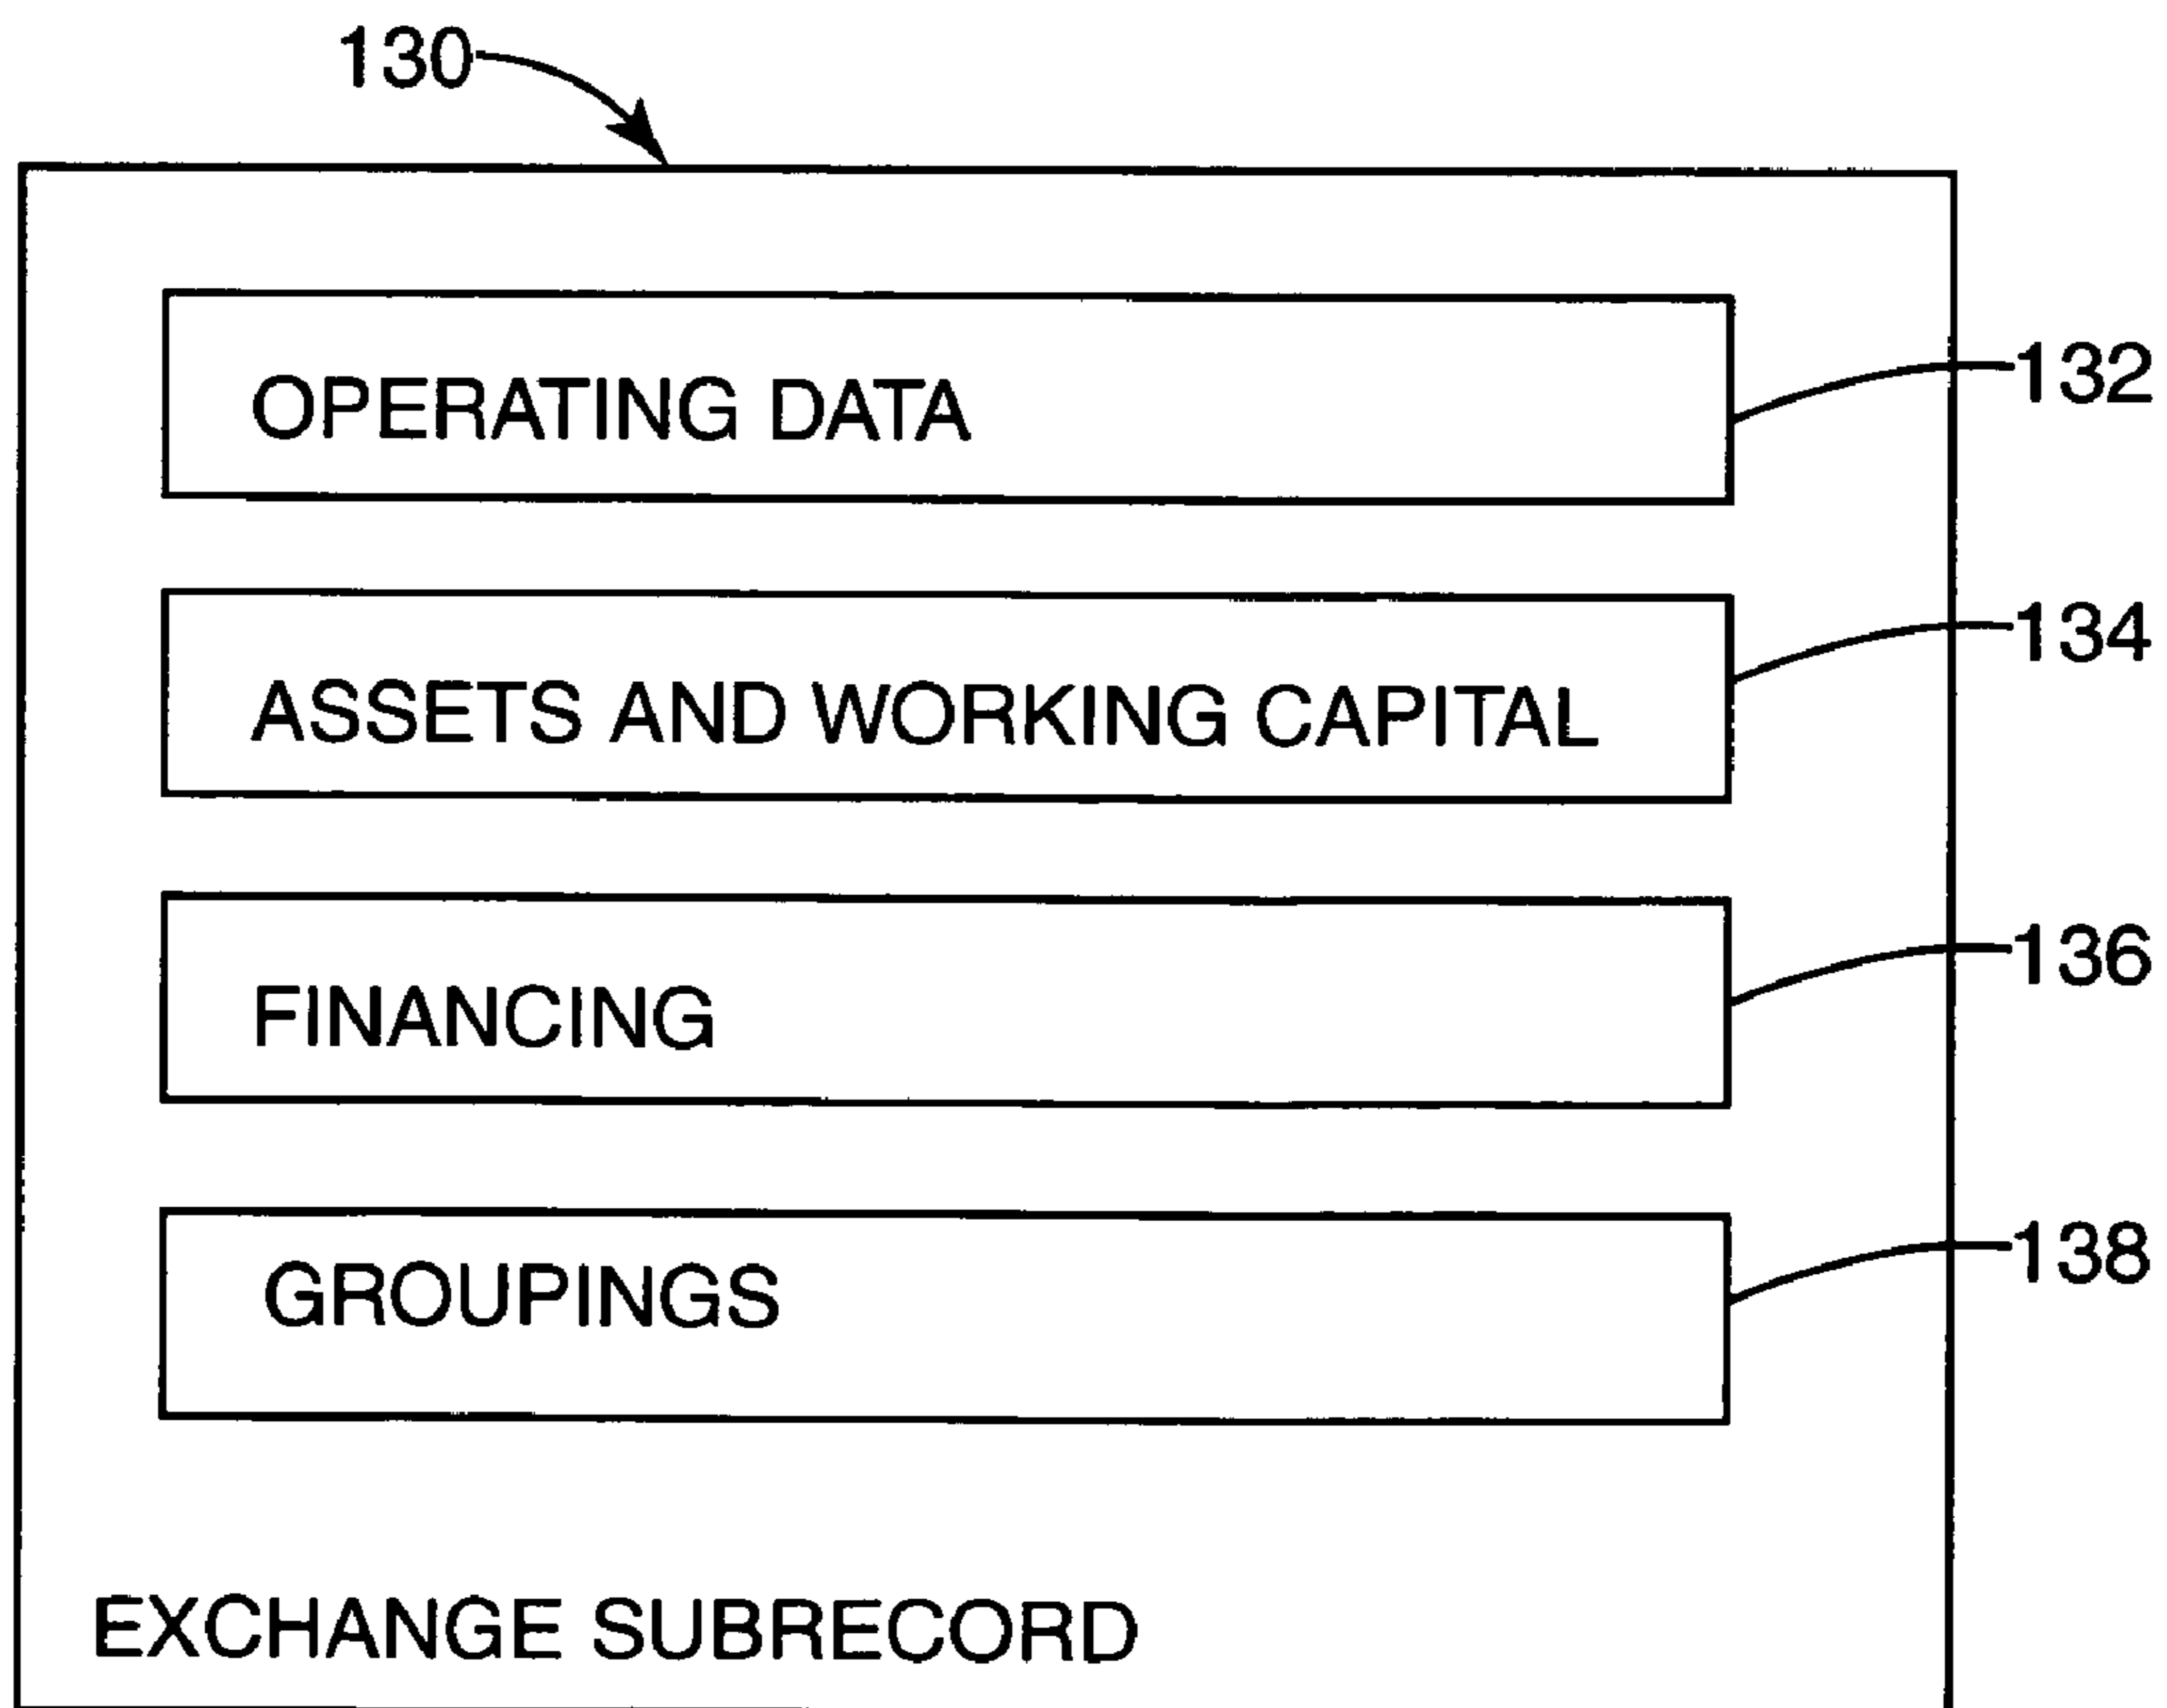 130
OPERATING DATA
132
ASSETS AND WORKING CAPITAL
134
FINANCING
136
GROUPINGS
138
EXCHANGE SUBRECORD